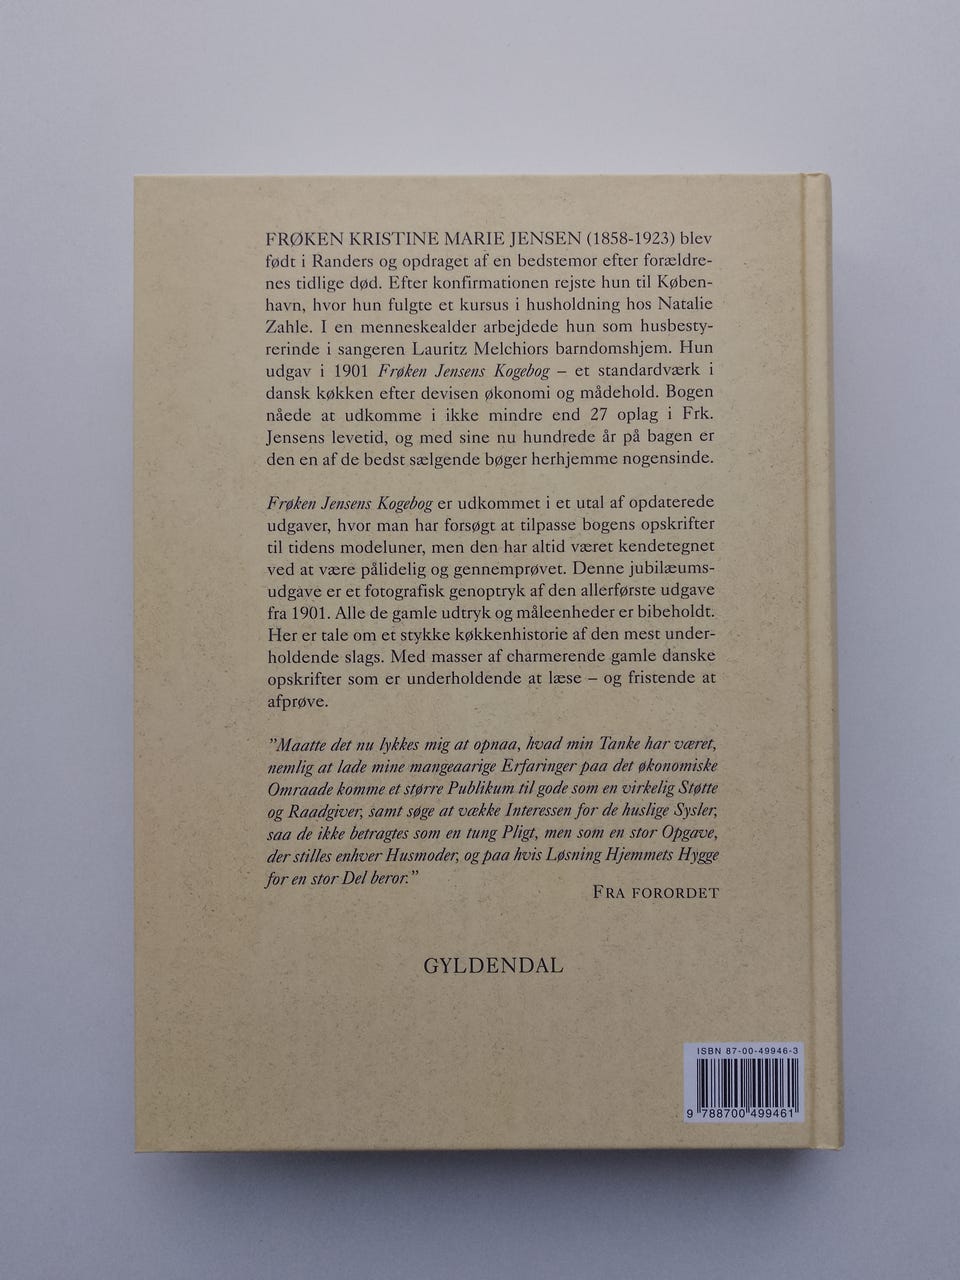 FRØKEN KRISTINE MARIE JENSEN (1858-1923) blev
født i Randers og opdraget af en bedstemor efter forældre-
nes tidlige død. Efter konfirmationen rejste hun til Køben-
havn, hvor hun fulgte et kursus i husholdning hos Natalie
Zahle. I en menneskealder arbejdede hun som husbesty-
rerinde i sangeren Lauritz Melchiors barndomshjem. Hun
udgav i 1901 Frøken Jensens Kogebog – et standardværk i
dansk køkken efter devisen økonomi og mådehold. Bogen
nåede at udkomme i ikke mindre end 27 oplag i Frk.
Jensens levetid, og med sine nu hundrede år på bagen er
den en af de bedst sælgende bøger herhjemme nogensinde.
Frøken Jensens Kogebog er udkommet i et utal af opdaterede
udgaver, hvor man har forsøgt at tilpasse bogens opskrifter
til tidens modeluner, men den har altid været kendetegnet
ved at være pålidelig og gennemprøvet. Denne jubilæums-
udgave er et fotografisk genoptryk af den allerførste udgave
fra 1901. Alle de gamle udtryk og måleenheder er bibeholdt.
Her er tale om et stykke køkkenhistorie af den mest under-
holdende slags. Med masser af charmerende gamle danske
opskrifter som er underholdende at læse – og fristende at
afprøve.
"Maatte det nu lykkes mig at opnaa, hvad min Tanke har været,
nemlig at lade mine mangeaarige Erfaringer paa det økonomiske
Omraade komme et større Publikum til gode som en virkelig Støtte
og Raadgiver, samt søge at vække Interessen for de huslige Sysler,
saa de ikke betragtes som en tung Pligt, men som en stor Opgave,
der stilles enhver Husmoder, og paa hvis Løsning Hjemmets Hygge
for en stor Del beror."
FRA FORORDET
GYLDENDAL
ISBN 87-00-49946-3
9 788700 499461